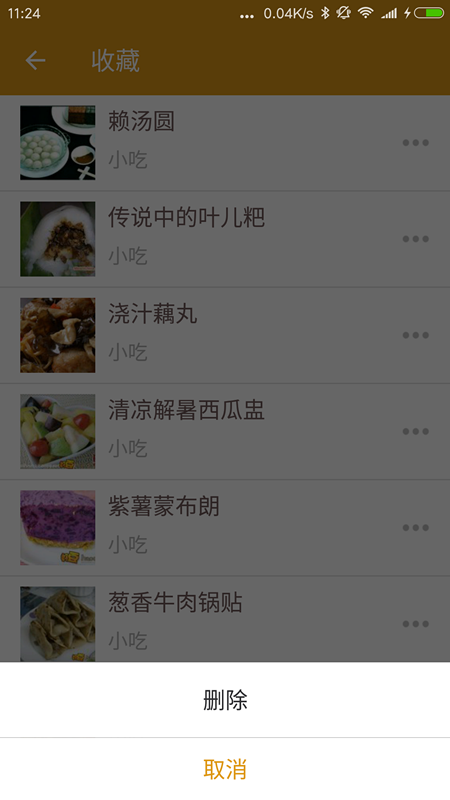 11:24 ... 0.04K/s
收藏
赖汤圆
小吃
传说中的叶儿粑
小吃
浇汁藕丸
小吃
清凉解暑西瓜盅
小吃
紫薯蒙布朗
小吃
葱香牛肉锅贴
小吃
删除
取消